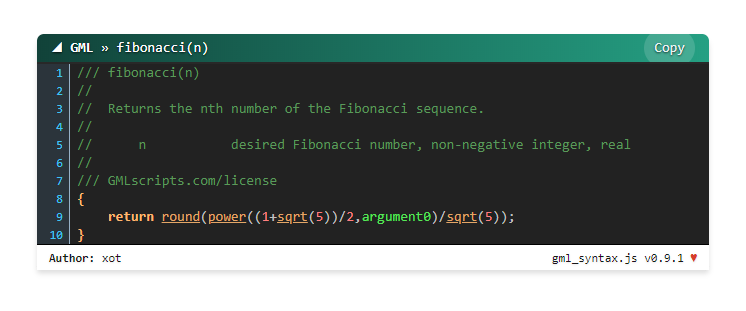 GML » fibonacci(n) Copy
1 /// fibonacci(n)
2 //
3 //  Returns the nth number of the Fibonacci sequence.
4 //
5 //      n           desired Fibonacci number, non-negative integer, real
6 //
7 /// GMLscripts.com/license
8 {
9     return round(power((1+sqrt(5))/2,argument0)/sqrt(5));
10 }
Author: xot gml_syntax.js v0.9.1 ♥